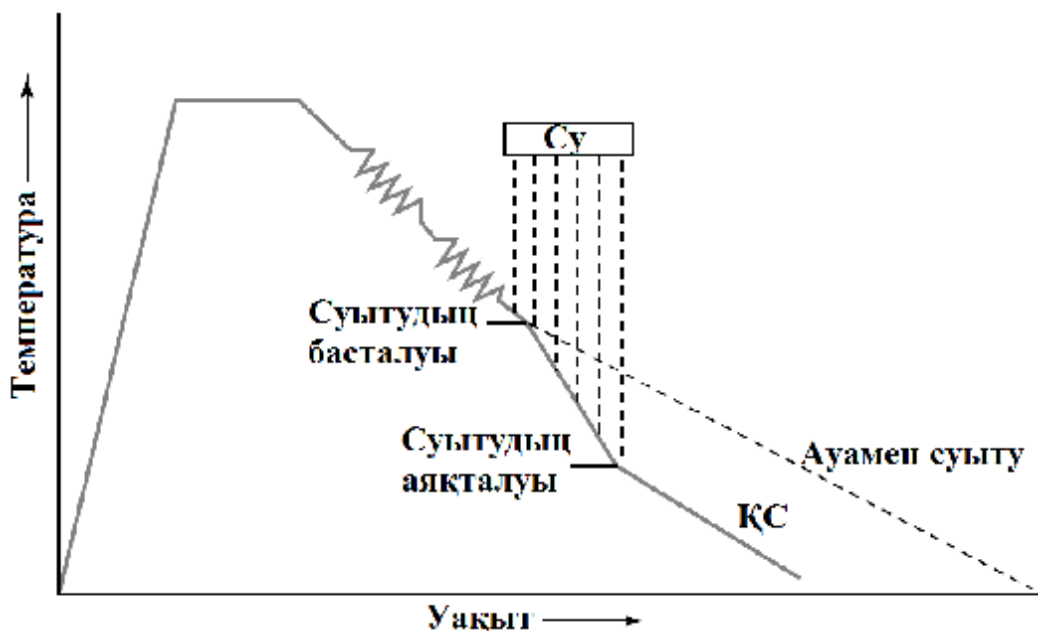 Температура
Су
Суытудың
басталуы
Суытудың
аяқталуы
Ауамен суыту
ҚС
Уақыт